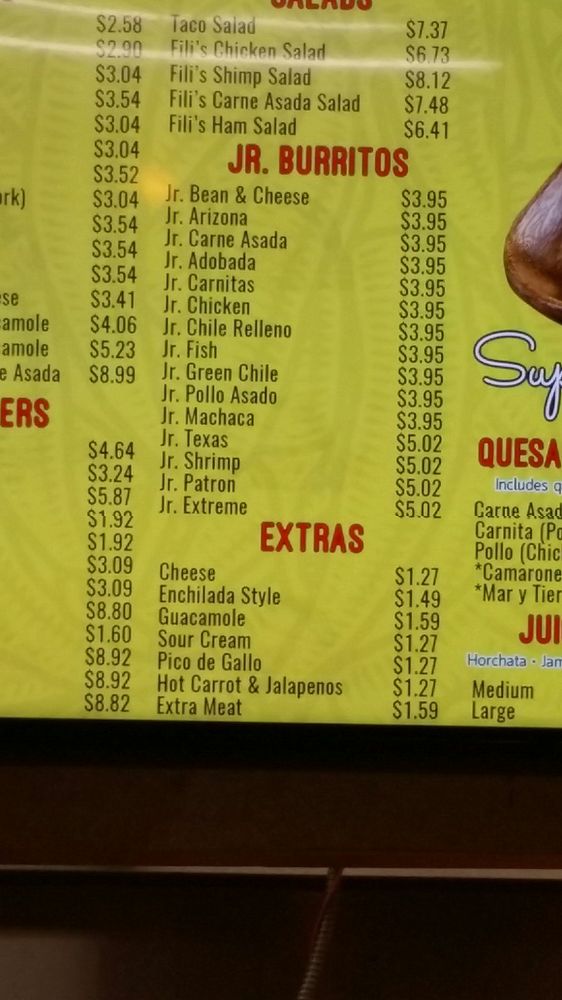 SALADS
Taco Salad $7.37
Fili's Chicken Salad $6.73
Fili's Shimp Salad $8.12
Fili's Carne Asada Salad $7.48
Fili's Ham Salad $6.41
JR. BURRITOS
Jr. Bean & Cheese $3.95
Jr. Arizona $3.95
Jr. Carne Asada $3.95
Jr. Adobada $3.95
Jr. Carnitas $3.95
Jr. Chicken $3.95
Jr. Chile Relleno $3.95
Jr. Fish $3.95
Jr. Green Chile $3.95
Jr. Pollo Asado $3.95
Jr. Machaca $3.95
Jr. Texas $5.02
Jr. Shrimp $5.02
Jr. Patron $5.02
Jr. Extreme $5.02
EXTRAS
Cheese $1.27
Enchilada Style $1.49
Guacamole $1.59
Sour Cream $1.27
Pico de Gallo $1.27
Hot Carrot & Jalapenos $1.27
Extra Meat $1.59
$2.58
$2.90
$3.04
$3.54
$3.04
$3.04
$3.52
ork) $3.04
$3.54
$3.54
$3.54
ese $3.41
camole $4.06
camole $5.23
e Asada $8.99
ERS
$4.64
$3.24
$5.87
$1.92
$1.92
$3.09
$3.09
$8.80
$1.60
$8.92
$8.92
$8.82
Sup
QUESA
Includes q
Carne Asad
Carnita (Po
Pollo (Chic
*Camarone
*Mar y Tier
JUI
Horchata · Jam
Medium
Large